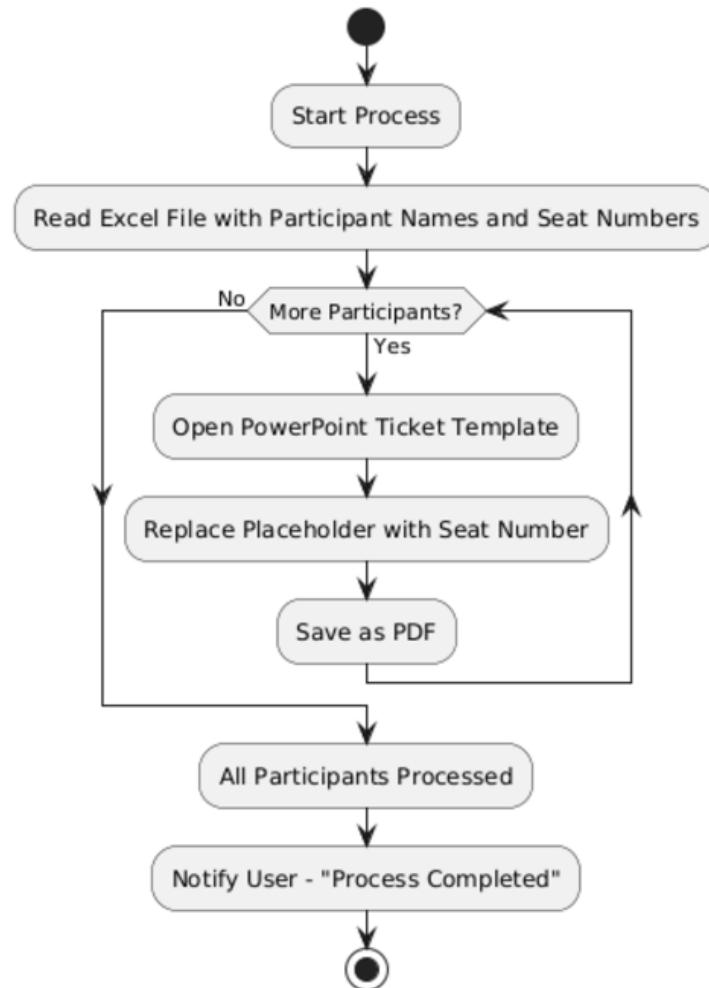 Start Process
Read Excel File with Participant Names and Seat Numbers
No
More Participants?
Yes
Open PowerPoint Ticket Template
Replace Placeholder with Seat Number
Save as PDF
All Participants Processed
Notify User - "Process Completed"